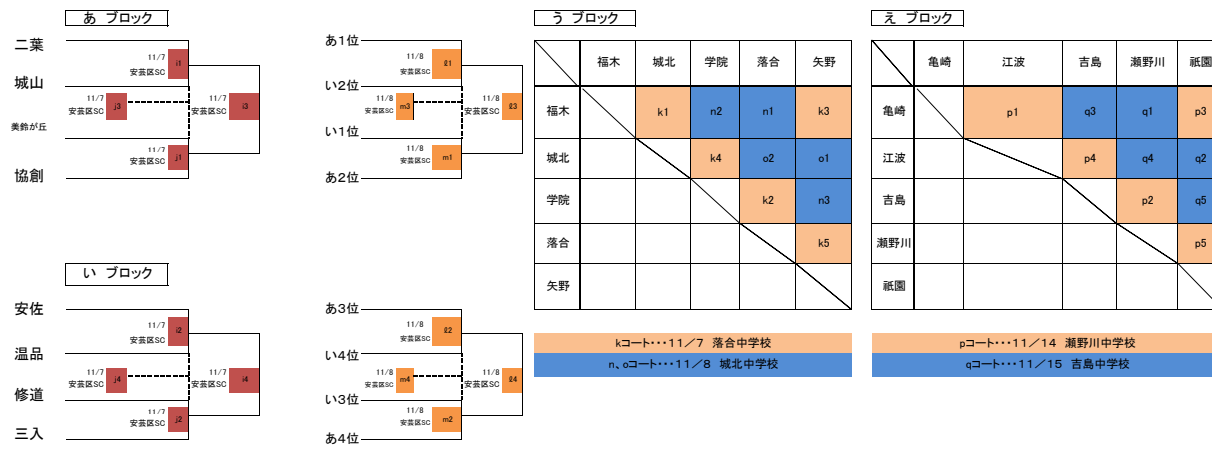 あ ブロック
二葉
城山
美鈴が丘
協創
11/7
安芸区SC
i1
11/7
安芸区SC
j3
11/7
安芸区SC
i3
11/7
安芸区SC
j1
あ1位
い2位
い1位
あ2位
11/8
安芸区SC
ℓ1
11/8
安芸区SC
m3
11/8
安芸区SC
ℓ3
11/8
安芸区SC
m1
い ブロック
安佐
温品
修道
三入
11/7
安芸区SC
i2
11/7
安芸区SC
j4
11/7
安芸区SC
i4
11/7
安芸区SC
j2
あ3位
い4位
い3位
あ4位
11/8
安芸区SC
ℓ2
11/8
安芸区SC
m4
11/8
安芸区SC
ℓ4
11/8
安芸区SC
m2
う ブロック
福木 城北 学院 落合 矢野
福木 k1 n2 n1 k3
城北 k4 o2 o1
学院 k2 n3
落合 k5
矢野
kコート・・・11/7 落合中学校
n、oコート・・・11/8 城北中学校
え ブロック
亀崎 江波 吉島 瀬野川 祇園
亀崎 p1 q3 q1 p3
江波 p4 q4 q2
吉島 p2 q5
瀬野川 p5
祇園
pコート・・・11/14 瀬野川中学校
qコート・・・11/15 吉島中学校